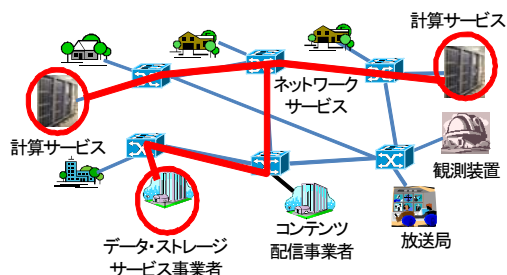 計算サービス
ネットワーク
サービス
計算サービス
観測装置
データ・ストレージ
サービス事業者
コンテンツ
配信事業者
放送局